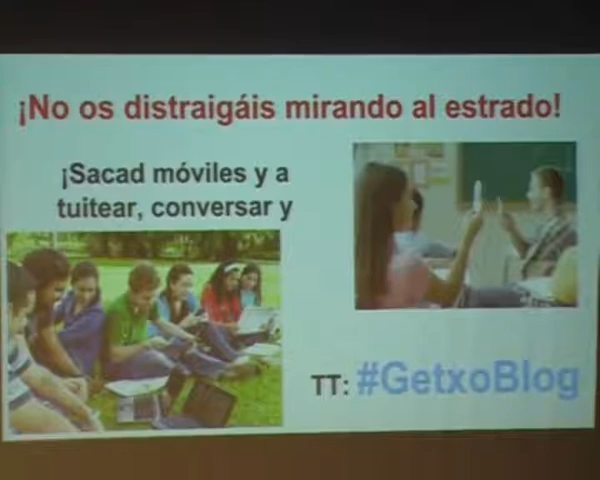 ¡No os distraigáis mirando al estrado!
¡Sacad móviles y a
tuitear, conversar y
TT: #GetxoBlog